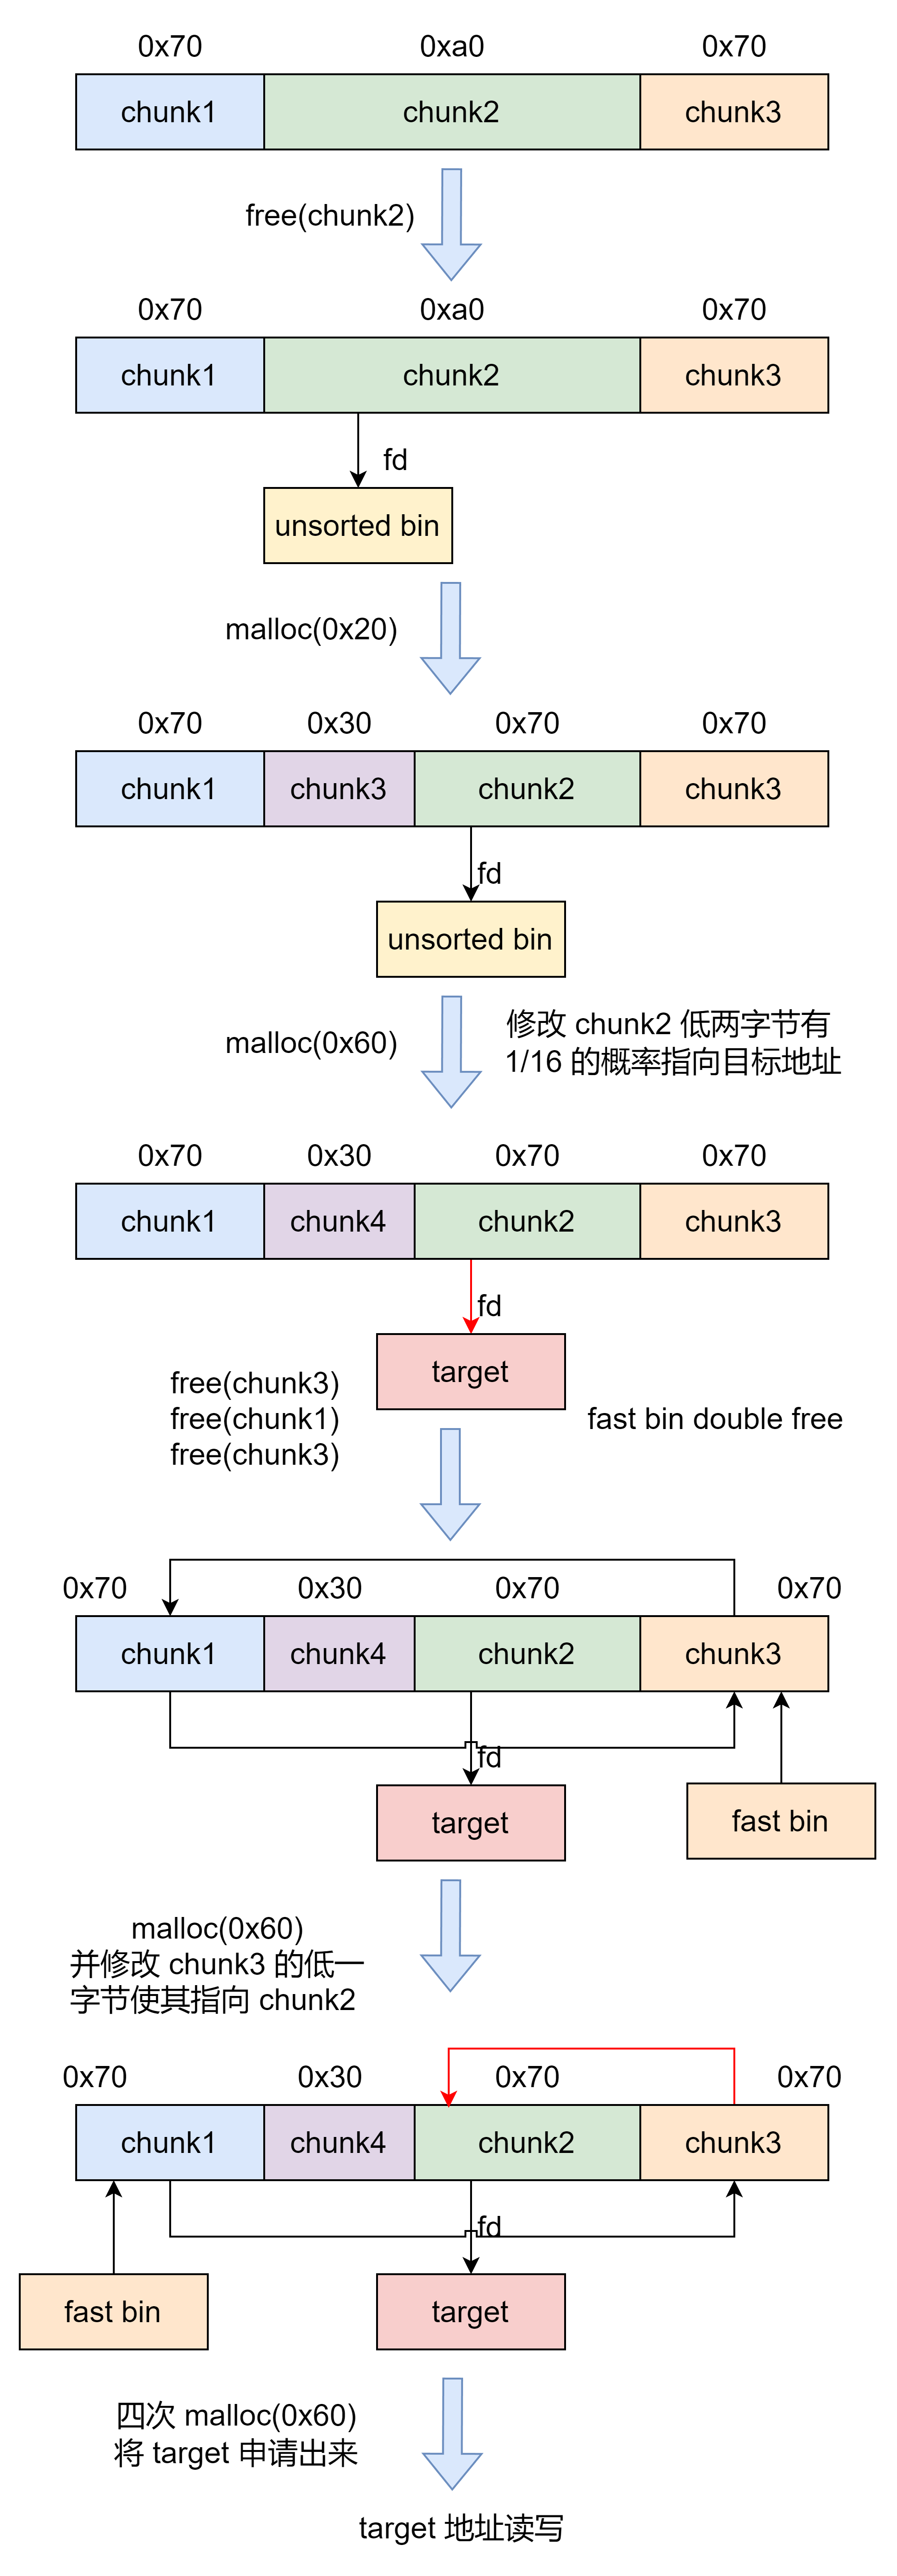 0x70 0xa0 0x70
chunk1 chunk2 chunk3
free(chunk2)
0x70 0xa0 0x70
chunk1 chunk2 chunk3
fd
unsorted bin
malloc(0x20)
0x70 0x30 0x70 0x70
chunk1 chunk3 chunk2 chunk3
fd
unsorted bin
malloc(0x60)
修改 chunk2 低两字节有
1/16 的概率指向目标地址
0x70 0x30 0x70 0x70
chunk1 chunk4 chunk2 chunk3
fd
target
free(chunk3)
free(chunk1)
free(chunk3)
fast bin double free
0x70 0x30 0x70 0x70
chunk1 chunk4 chunk2 chunk3
fd
target
fast bin
malloc(0x60)
并修改 chunk3 的低一
字节使其指向 chunk2
0x70 0x30 0x70 0x70
chunk1 chunk4 chunk2 chunk3
fd
fast bin
target
四次 malloc(0x60)
将 target 申请出来
target 地址读写